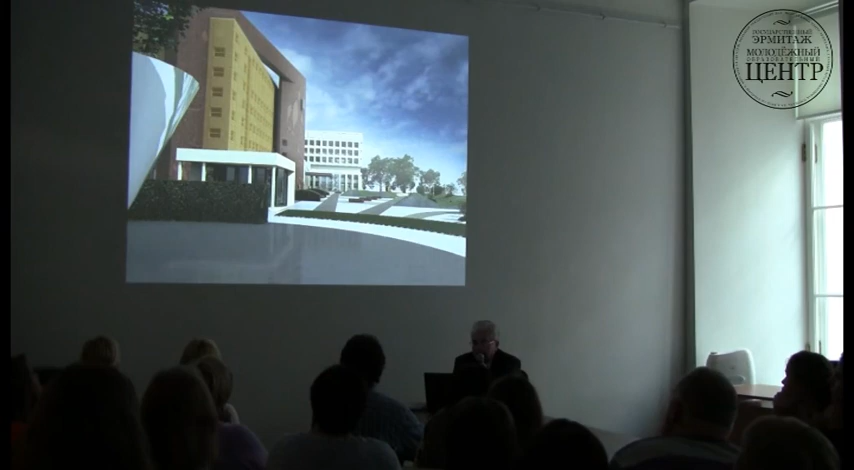 ГОСУДАРСТВЕННЫЙ
ЭРМИТАЖ
МОЛОДЁЖНЫЙ
ОБРАЗОВАТЕЛЬНЫЙ
ЦЕНТР